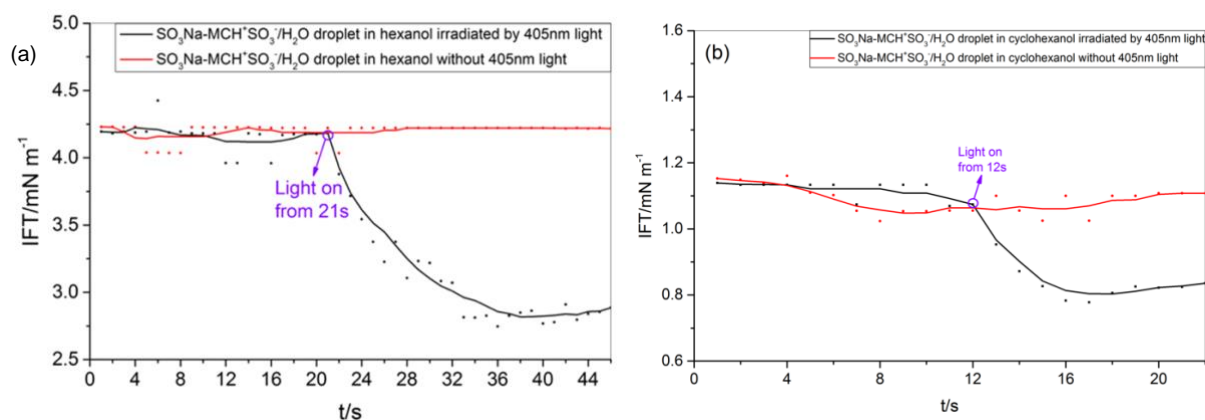 (a)
SO₃Na-MCH⁺SO₃⁻/H₂O droplet in hexanol irradiated by 405nm light
SO₃Na-MCH⁺SO₃⁻/H₂O droplet in hexanol without 405nm light
5.0
4.5
4.0
3.5
3.0
2.5
IFT/mN m⁻¹
Light on
from 21s
0 4 8 12 16 20 24 28 32 36 40 44
t/s
(b)
SO₃Na-MCH⁺SO₃⁻/H₂O droplet in cyclohexanol irradiated by 405nm light
SO₃Na-MCH⁺SO₃⁻/H₂O droplet in cyclohexanol without 405nm light
1.6
1.4
1.2
1.0
0.8
0.6
IFT/mN m⁻¹
Light on
from 12s
0 4 8 12 16 20
t/s